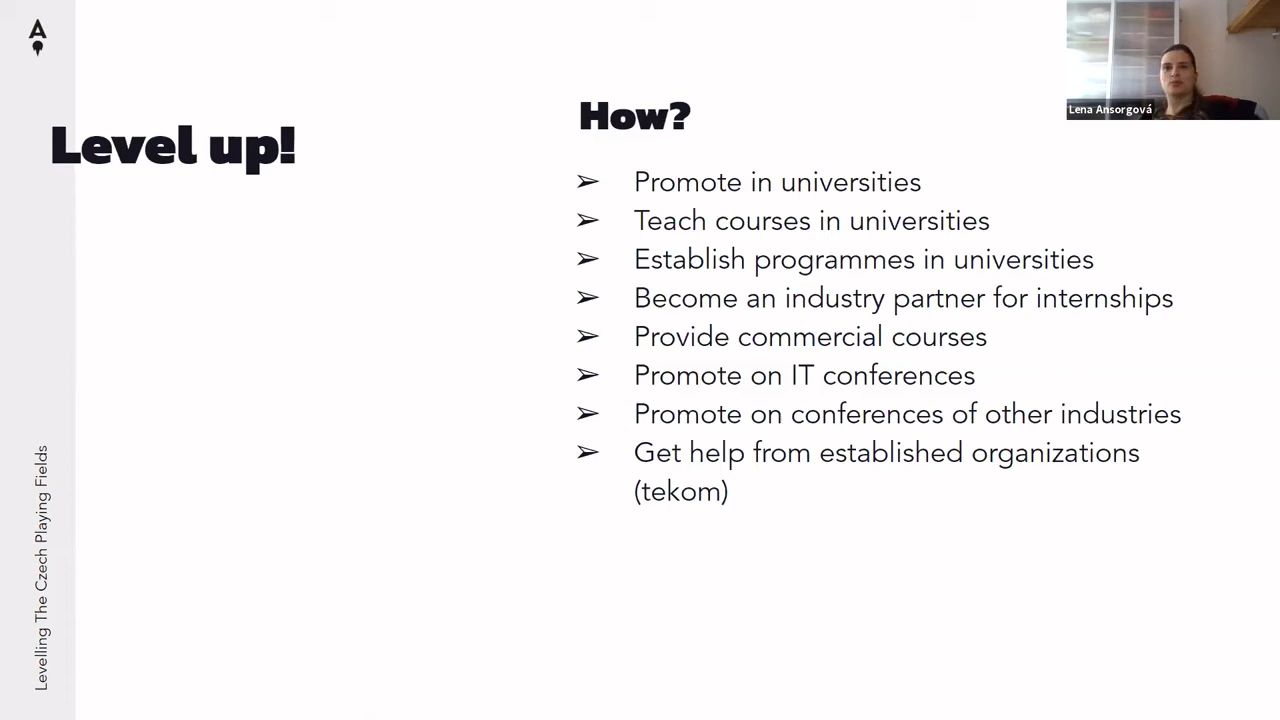 A
Level up!
How?
➢ Promote in universities
➢ Teach courses in universities
➢ Establish programmes in universities
➢ Become an industry partner for internships
➢ Provide commercial courses
➢ Promote on IT conferences
➢ Promote on conferences of other industries
➢ Get help from established organizations
(tekom)
Levelling The Czech Playing Fields
Lena Ansorgová